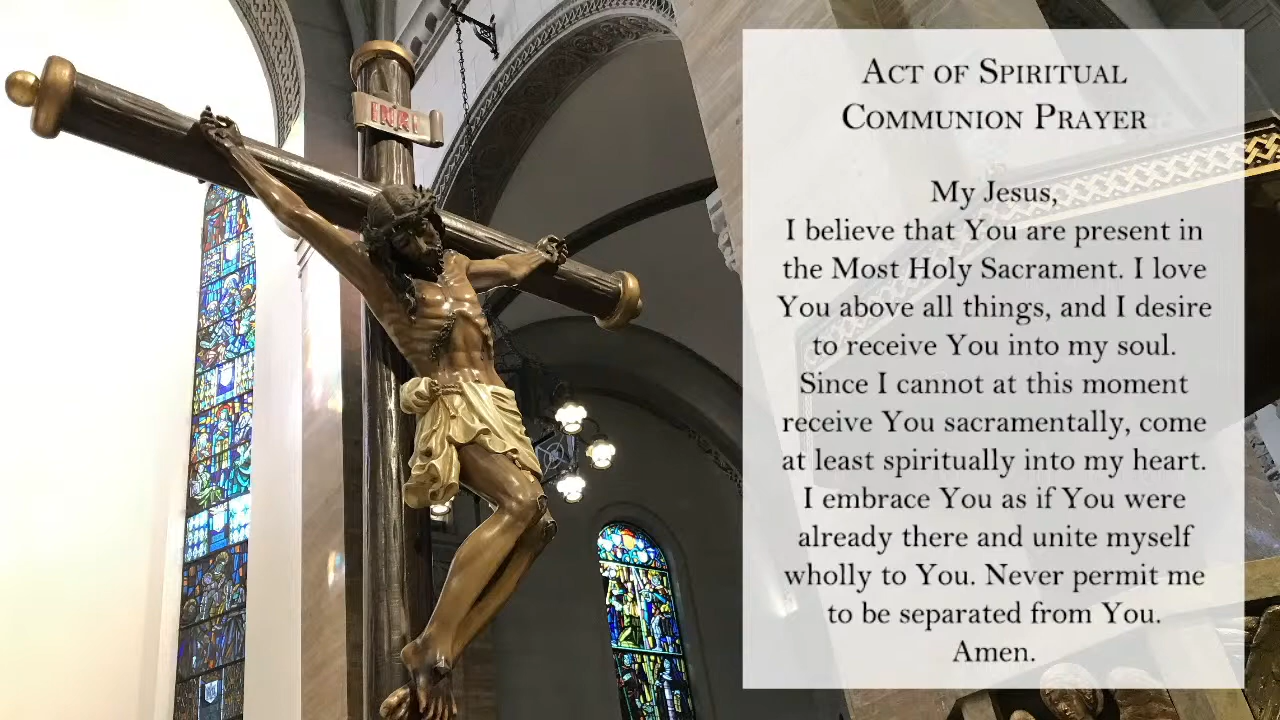 INRI
ACT OF SPIRITUAL
COMMUNION PRAYER
My Jesus,
I believe that You are present in
the Most Holy Sacrament. I love
You above all things, and I desire
to receive You into my soul.
Since I cannot at this moment
receive You sacramentally, come
at least spiritually into my heart.
I embrace You as if You were
already there and unite myself
wholly to You. Never permit me
to be separated from You.
Amen.